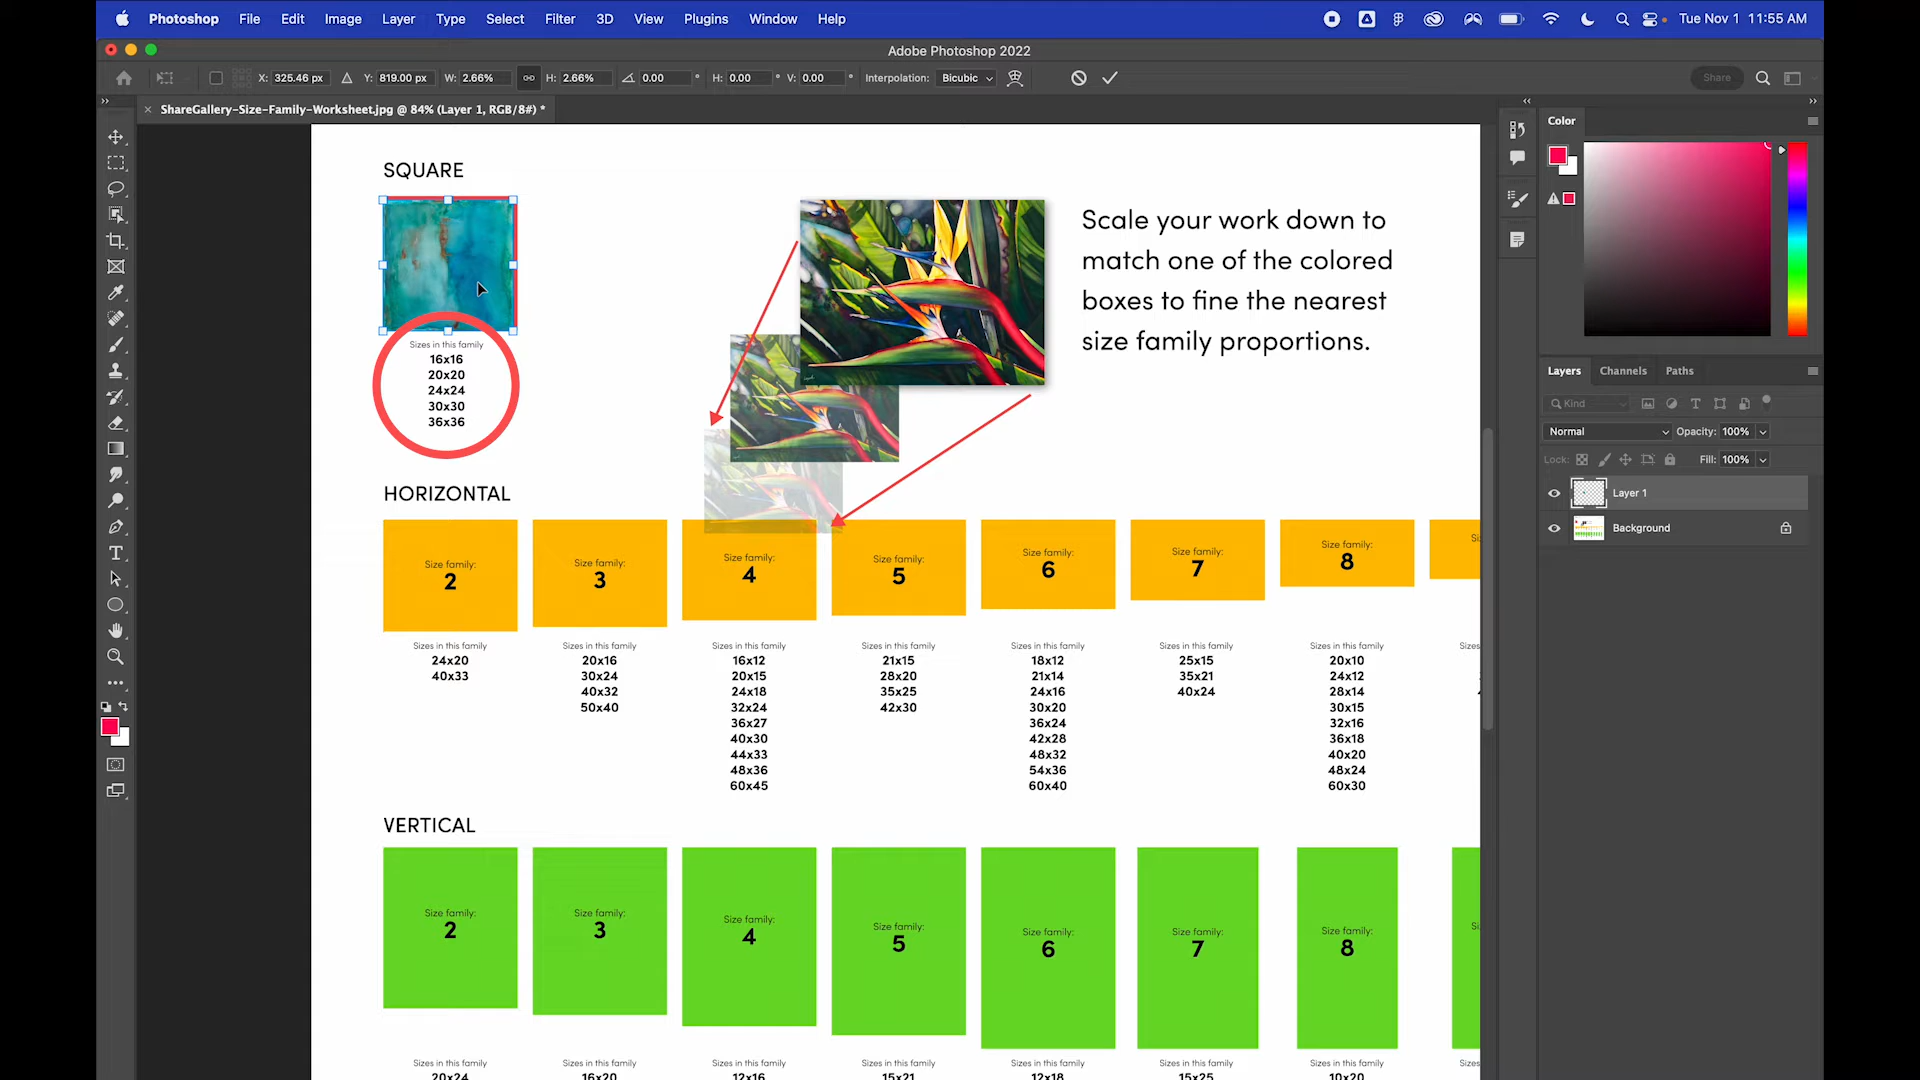 Photoshop File Edit Image Layer Type Select Filter 3D View Plugins Window Help Tue Nov 1 11:55 AM
Adobe Photoshop 2022
X: 325.46 px Y: 819.00 px W: 2.66% H: 2.66% 0.00 ° H: 0.00 ° V: 0.00 ° Interpolation: Bicubic Share
ShareGallery-Size-Family-Worksheet.jpg @ 84% (Layer 1, RGB/8#) *
Color
SQUARE
Sizes in this family
16x16
20x20
24x24
30x30
36x36
Scale your work down to
match one of the colored
boxes to fine the nearest
size family proportions.
Layers Channels Paths
Kind
Normal Opacity: 100%
Lock: Fill: 100%
Layer 1
Background
HORIZONTAL
Size family:
2
Sizes in this family
24x20
40x33
Size family:
3
Sizes in this family
20x16
30x24
40x32
50x40
Size family:
4
Sizes in this family
16x12
20x15
24x18
32x24
36x27
40x30
44x33
48x36
60x45
Size family:
5
Sizes in this family
21x15
28x20
35x25
42x30
Size family:
6
Sizes in this family
18x12
21x14
24x16
30x20
36x24
42x28
48x32
54x36
60x40
Size family:
7
Sizes in this family
25x15
35x21
40x24
Size family:
8
Sizes in this family
20x10
24x12
28x14
30x15
32x16
36x18
40x20
48x24
60x30
Sizes
VERTICAL
Size family:
2
Sizes in this family
20x24
Size family:
3
Sizes in this family
16x20
Size family:
4
Sizes in this family
12x16
Size family:
5
Sizes in this family
15x21
Size family:
6
Sizes in this family
12x18
Size family:
7
Sizes in this family
15x25
Size family:
8
Sizes in this family
10x20
Sizes